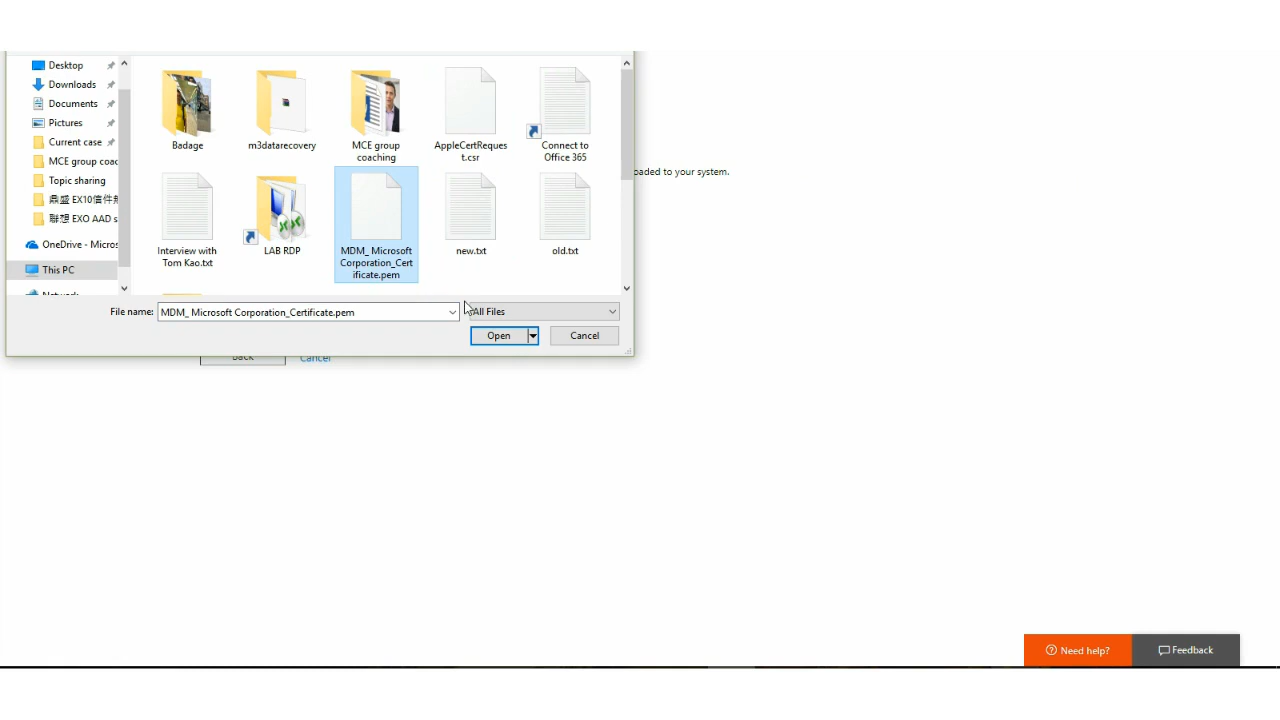 Desktop
Downloads
Documents
Pictures
Current case
MCE group coac
Topic sharing
鼎盛 EX10信件無
聯想 EXO AAD s
OneDrive - Micros
This PC
Network
Badage
m3datarecovery
MCE group
coaching
AppleCertReques
t.csr
Connect to
Office 365
Interview with
Tom Kao.txt
LAB RDP
MDM_ Microsoft
Corporation_Cert
ificate.pem
new.txt
old.txt
File name:
MDM_ Microsoft Corporation_Certificate.pem
All Files
Open
Cancel
oaded to your system.
Back
Cancel
Need help?
Feedback